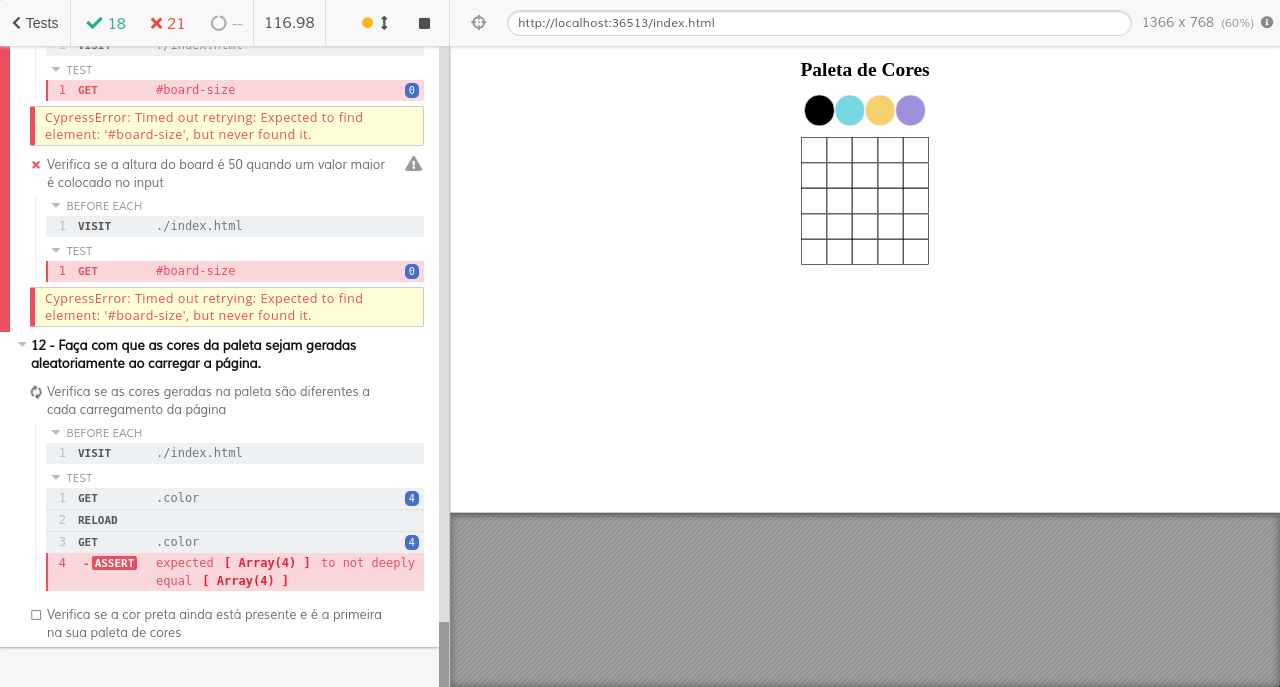 Tests 18 21 -- 116.98 http://localhost:36513/index.html 1366 x 768 (60%)
1 VISIT ./index.html
TEST
1 GET #board-size 0
CypressError: Timed out retrying: Expected to find
element: '#board-size', but never found it.
Verifica se a altura do board é 50 quando um valor maior
é colocado no input
BEFORE EACH
1 VISIT ./index.html
TEST
1 GET #board-size 0
CypressError: Timed out retrying: Expected to find
element: '#board-size', but never found it.
12 - Faça com que as cores da paleta sejam geradas
aleatoriamente ao carregar a página.
Verifica se as cores geradas na paleta são diferentes a
cada carregamento da página
BEFORE EACH
1 VISIT ./index.html
TEST
1 GET .color 4
2 RELOAD
3 GET .color 4
4 - ASSERT expected [ Array(4) ] to not deeply
equal [ Array(4) ]
Verifica se a cor preta ainda está presente e é a primeira
na sua paleta de cores
Paleta de Cores